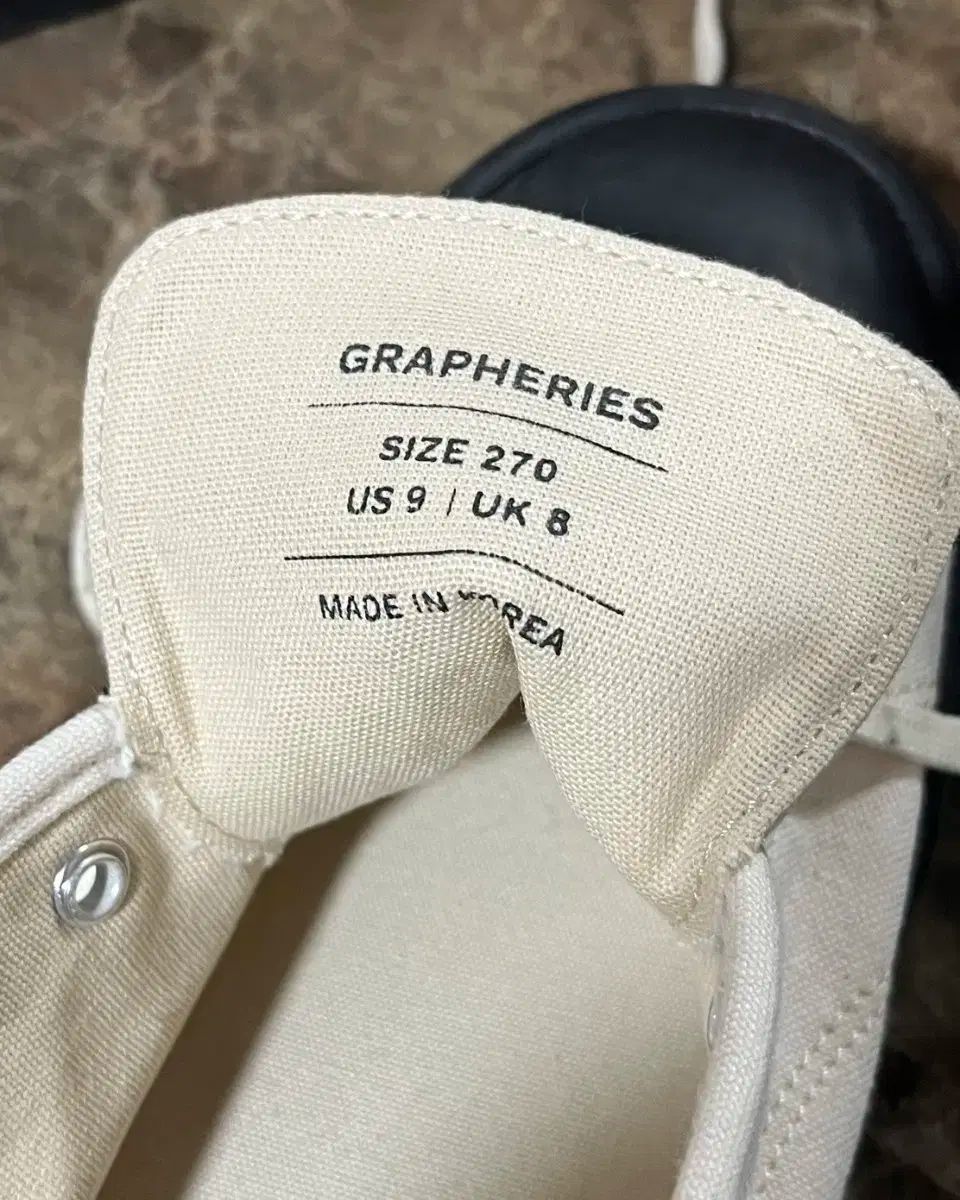 GRAPHERIES
SIZE 270
US 9 | UK 8
MADE IN KOREA